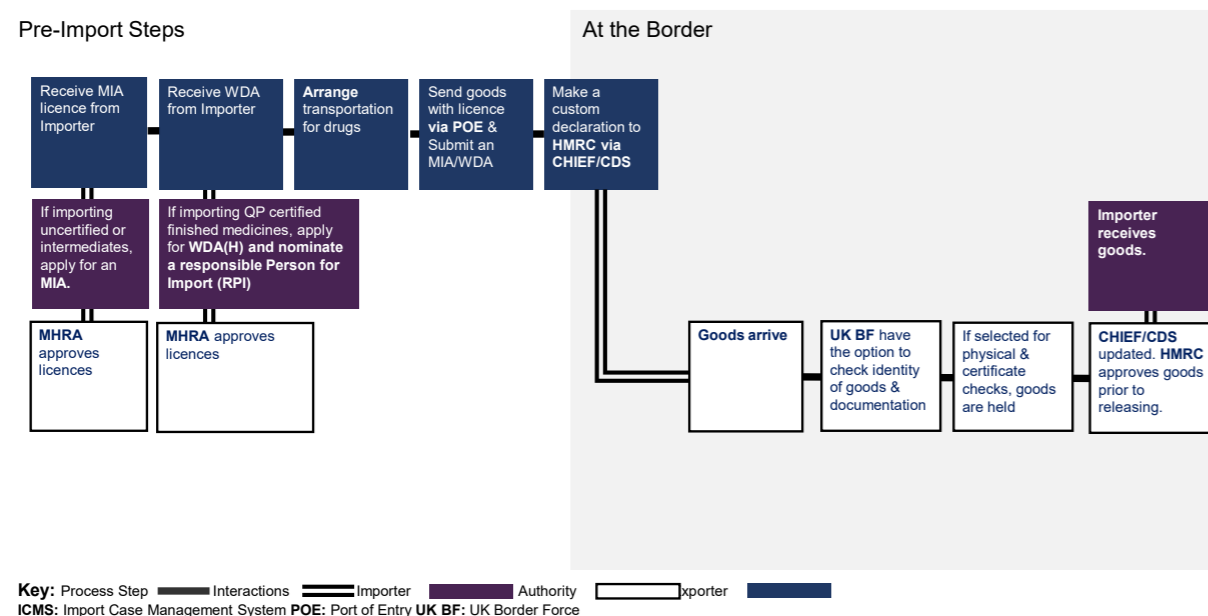 Pre-Import Steps
At the Border
Receive MIA
licence from
Importer
Receive WDA
from Importer
Arrange
transportation
for drugs
Send goods
with licence
via POE &
Submit an
MIA/WDA
Make a
custom
declaration to
HMRC via
CHIEF/CDS
If importing
uncertified or
intermediates,
apply for an
MIA.
If importing QP certified
finished medicines, apply
for WDA(H) and nominate
a responsible Person for
Import (RPI)
Importer
receives
goods.
MHRA
approves
licences
MHRA approves
licences
Goods arrive
UK BF have
the option to
check identity
of goods &
documentation
If selected for
physical &
certificate
checks, goods
are held
CHIEF/CDS
updated. HMRC
approves goods
prior to
releasing.
Key: Process Step Interactions Importer Authority xporter
ICMS: Import Case Management System POE: Port of Entry UK BF: UK Border Force